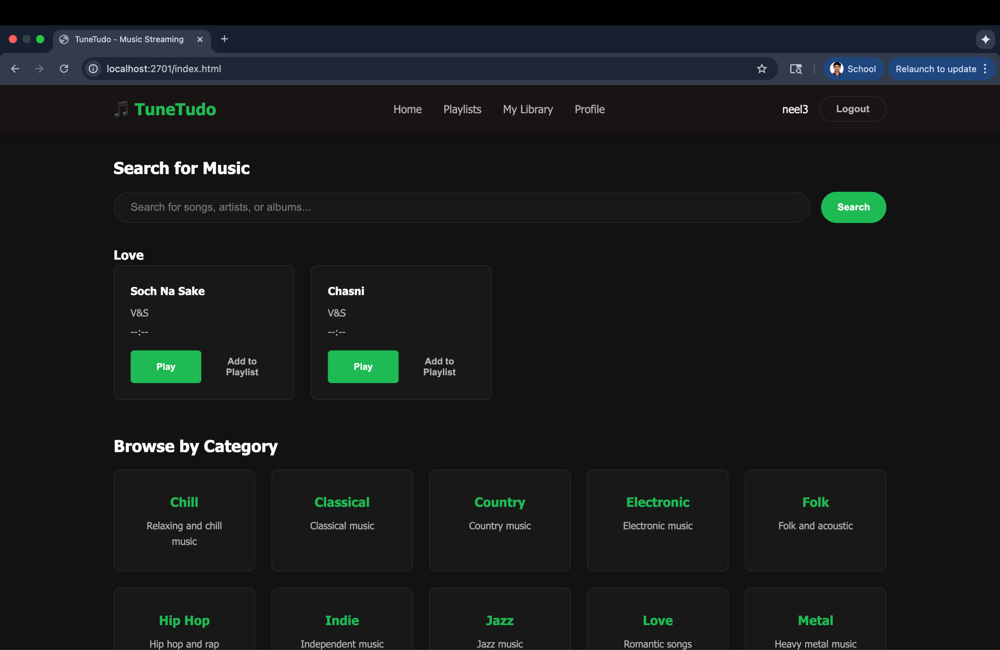 TuneTudo - Music Streaming
localhost:2701/index.html
School
Relaunch to update
TuneTudo
Home
Playlists
My Library
Profile
neel3
Logout
Search for Music
Search for songs, artists, or albums...
Search
Love
Soch Na Sake
V&S
--:--
Play
Add to
Playlist
Chasni
V&S
--:--
Play
Add to
Playlist
Browse by Category
Chill
Relaxing and chill
music
Classical
Classical music
Country
Country music
Electronic
Electronic music
Folk
Folk and acoustic
Hip Hop
Hip hop and rap
Indie
Independent music
Jazz
Jazz music
Love
Romantic songs
Metal
Heavy metal music